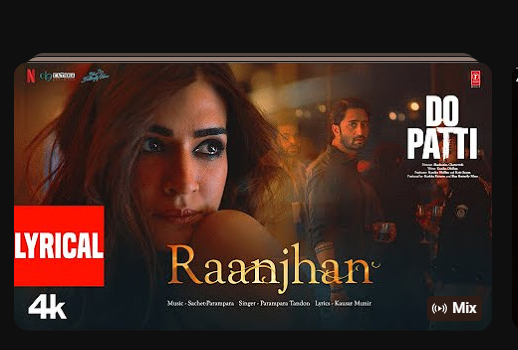 N
T
DO
PATTI
LYRICAL
Raanjhan
4k
Music - Sachet-Parampara Singer - Parampara Tandon Lyrics - Kausar Munir
Mix